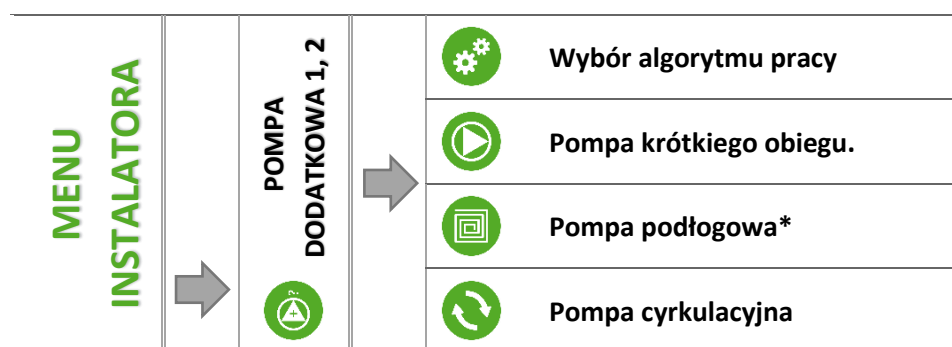 MENU
INSTALATORA
POMPA
DODATKOWA 1, 2
?
+
Wybór algorytmu pracy
Pompa krótkiego obiegu.
Pompa podłogowa*
Pompa cyrkulacyjna